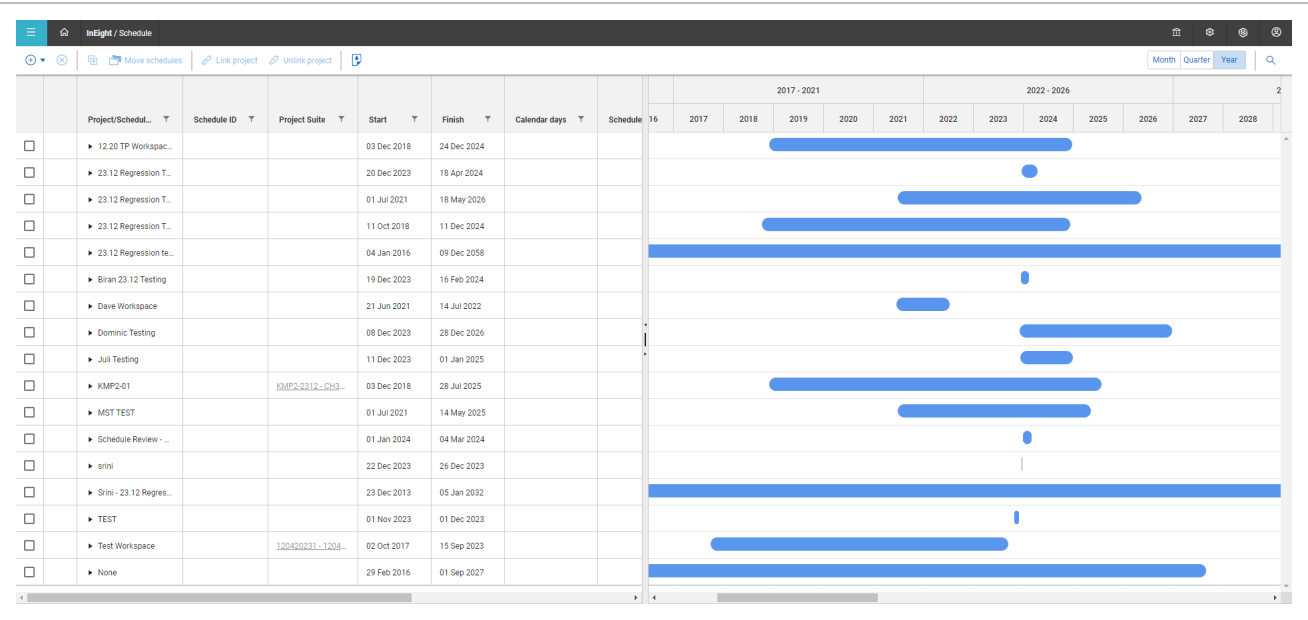 InEight / Schedule
Move schedules Link project Unlink project Month Quarter Year
2017 - 2021 2022 - 2026 2
Project/Schedul... Schedule ID Project Suite Start Finish Calendar days Schedule 16 2017 2018 2019 2020 2021 2022 2023 2024 2025 2026 2027 2028
12.20 TP Workspac... 03 Dec 2018 24 Dec 2024
23.12 Regression T... 20 Dec 2023 18 Apr 2024
23.12 Regression T... 01 Jul 2021 18 May 2026
23.12 Regression T... 11 Oct 2018 11 Dec 2024
23.12 Regression te... 04 Jan 2016 09 Dec 2058
Biran 23.12 Testing 19 Dec 2023 16 Feb 2024
Dave Workspace 21 Jun 2021 14 Jul 2022
Dominic Testing 08 Dec 2023 28 Dec 2026
Juli Testing 11 Dec 2023 01 Jan 2025
KMP2-01 KMP2-2312 - CH3... 03 Dec 2018 28 Jul 2025
MST TEST 01 Jul 2021 14 May 2025
Schedule Review - ... 01 Jan 2024 04 Mar 2024
srini 22 Dec 2023 26 Dec 2023
Srini - 23.12 Regres... 23 Dec 2013 05 Jan 2032
TEST 01 Nov 2023 01 Dec 2023
Test Workspace 120420231 - 1204... 02 Oct 2017 15 Sep 2023
None 29 Feb 2016 01 Sep 2027